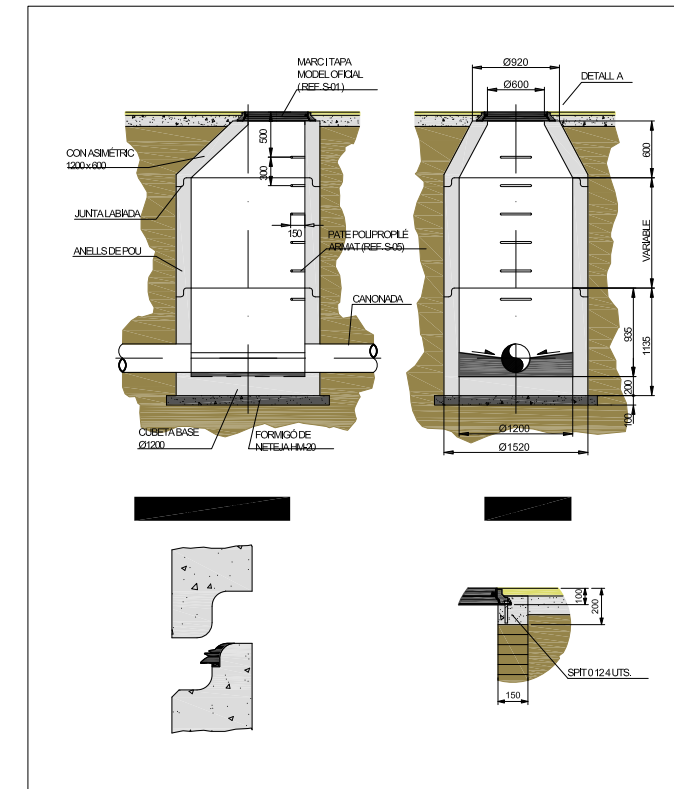 MARC I TAPA
MODEL OFICIAL
(REF. S-01)
CON ASIMÈTRIC
1200 x 600
JUNTA LABIADA
ANELLS DE POU
500
300
150
PATE POLIPROPILÈ
ARMAT (REF. S-05)
CANONADA
CUBETA BASE
Ø1200
FORMIGÓ DE
NETEJA HM-20
Ø920
Ø600
DETALL A
600
VARIABLE
935
1135
200
100
Ø1200
Ø1520
100
200
SPIT 0 12 4 UTS.
150